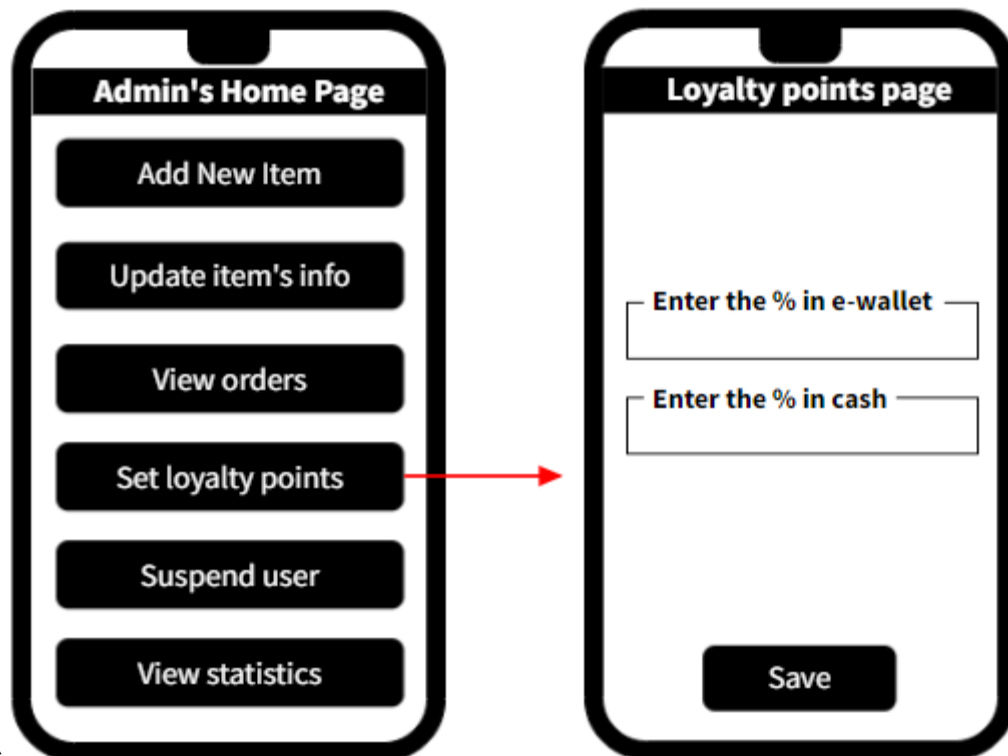 Admin's Home Page
Add New Item
Update item's info
View orders
Set loyalty points
Suspend user
View statistics
Loyalty points page
Enter the % in e-wallet
Enter the % in cash
Save